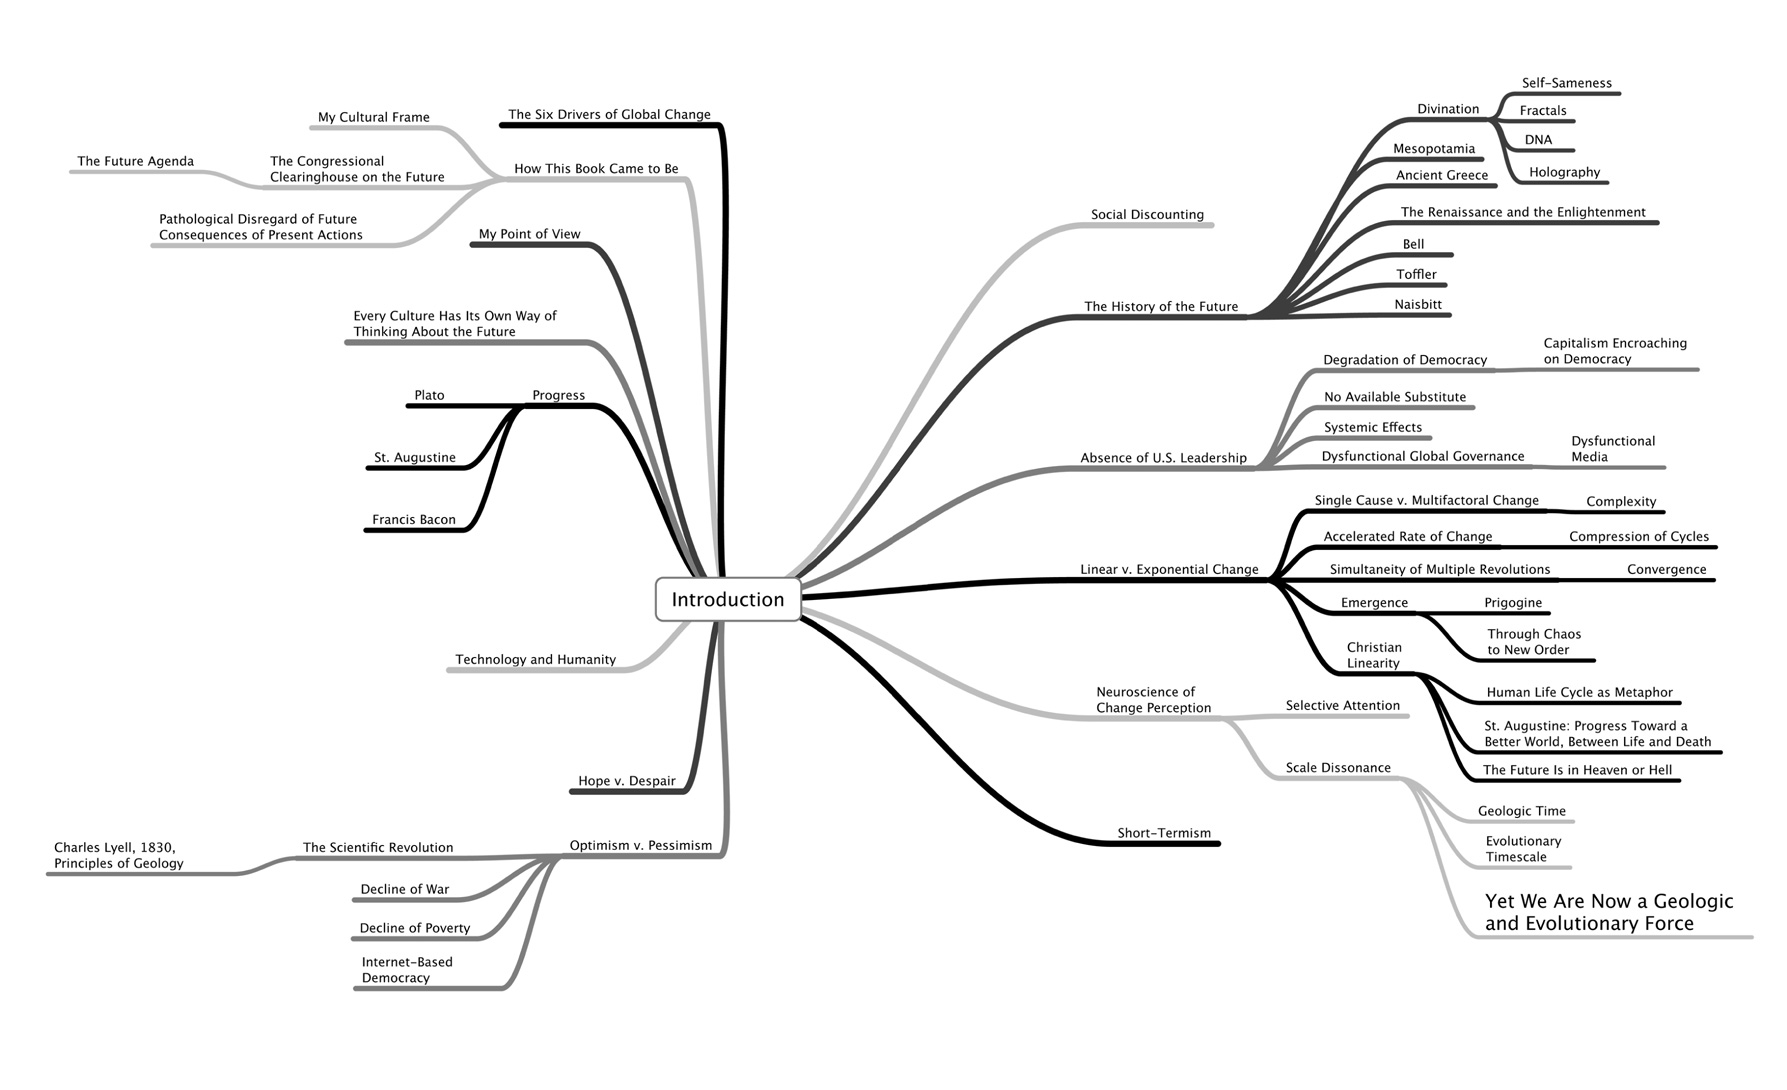 The Six Drivers of Global Change
My Cultural Frame
The Future Agenda
The Congressional
Clearinghouse on the Future
How This Book Came to Be
Pathological Disregard of Future
Consequences of Present Actions
My Point of View
Every Culture Has Its Own Way of
Thinking About the Future
Plato
Progress
St. Augustine
Francis Bacon
Introduction
Technology and Humanity
Hope v. Despair
Charles Lyell, 1830,
Principles of Geology
The Scientific Revolution
Optimism v. Pessimism
Decline of War
Decline of Poverty
Internet-Based
Democracy
Social Discounting
The History of the Future
Divination
Self-Sameness
Fractals
DNA
Holography
Mesopotamia
Ancient Greece
The Renaissance and the Enlightenment
Bell
Toffler
Naisbitt
Absence of U.S. Leadership
Degradation of Democracy
Capitalism Encroaching
on Democracy
No Available Substitute
Systemic Effects
Dysfunctional Global Governance
Dysfunctional
Media
Linear v. Exponential Change
Single Cause v. Multifactoral Change
Complexity
Accelerated Rate of Change
Compression of Cycles
Simultaneity of Multiple Revolutions
Convergence
Emergence
Prigogine
Through Chaos
to New Order
Christian
Linearity
Human Life Cycle as Metaphor
St. Augustine: Progress Toward a
Better World, Between Life and Death
The Future Is in Heaven or Hell
Neuroscience of
Change Perception
Selective Attention
Scale Dissonance
Geologic Time
Evolutionary
Timescale
Yet We Are Now a Geologic
and Evolutionary Force
Short-Termism